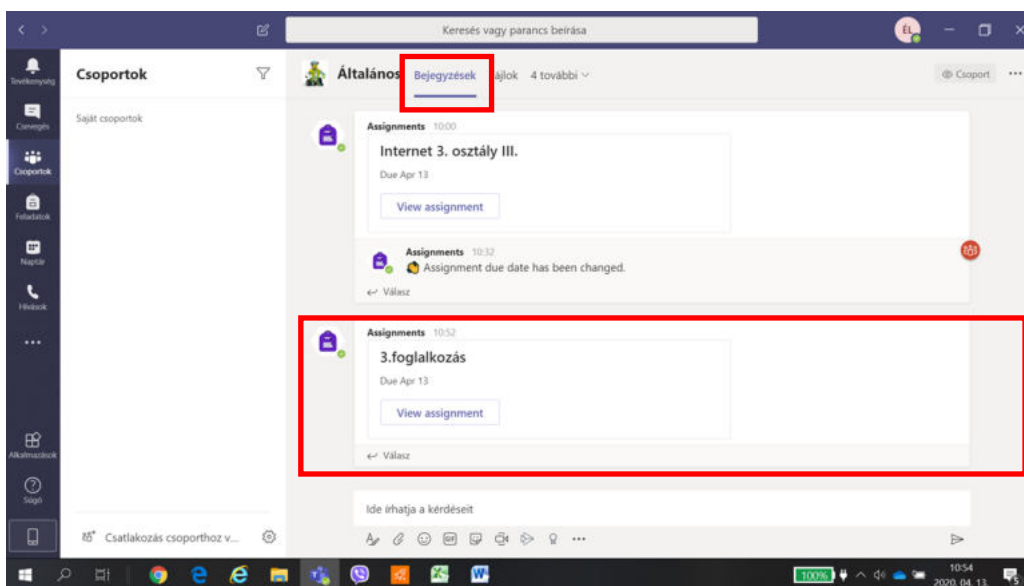 Keresés vagy parancs beírása
ÉL
Tevékenység
Csevegés
Csoportok
Feladatok
Naptár
Hívások
Alkalmazások
Súgó
Csoportok
Saját csoportok
Csatlakozás csoporthoz v...
Általános Bejegyzések ájlok 4 további
Csoport
Assignments 10:00
Internet 3. osztály III.
Due Apr 13
View assignment
Assignments 10:32
Assignment due date has been changed.
Válasz
Assignments 10:52
3.foglalkozás
Due Apr 13
View assignment
Válasz
Ide írhatja a kérdéseit
GIF
100%
10:54
2020. 04. 13.